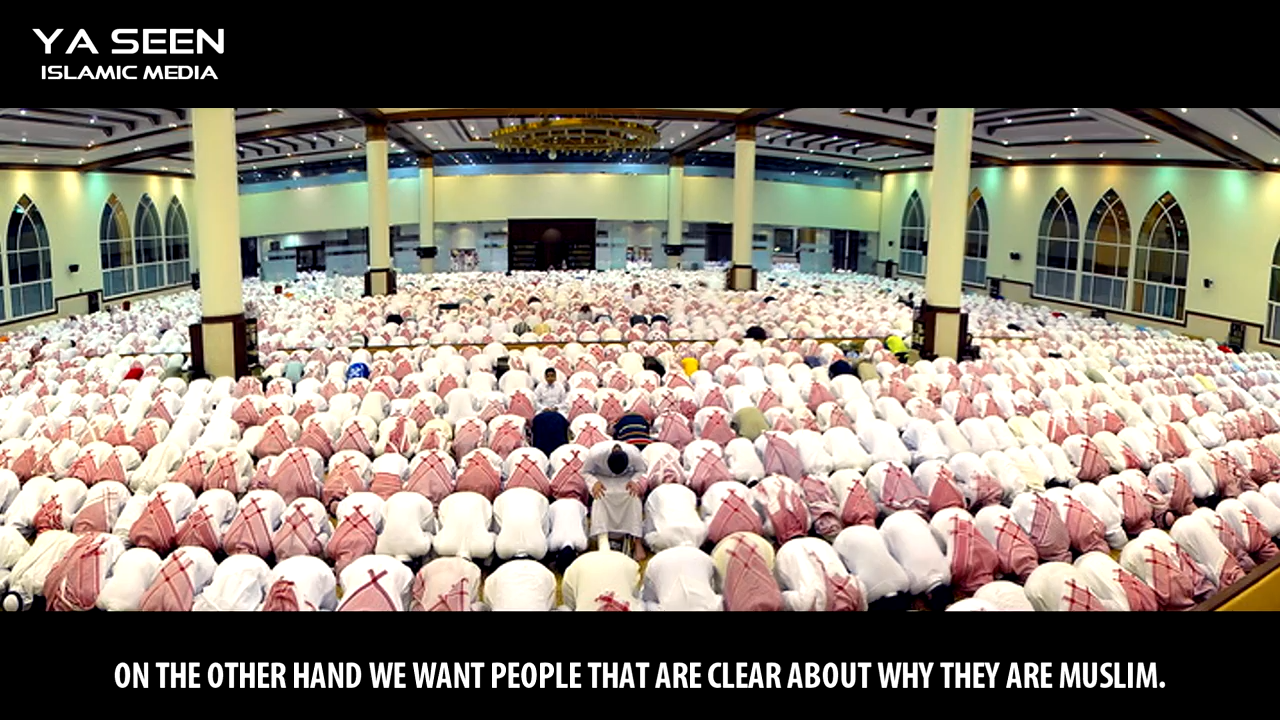 YA SEEN
ISLAMIC MEDIA
ON THE OTHER HAND WE WANT PEOPLE THAT ARE CLEAR ABOUT WHY THEY ARE MUSLIM.